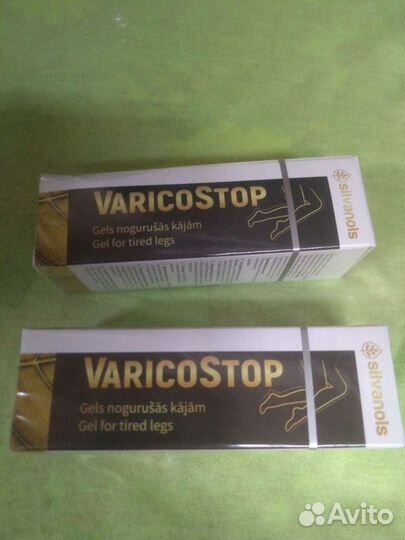 VARICOSTOP
Gels nogurušās kājām
Gel for tired legs
silvanols
VARICOSTOP
Gels nogurušās kājām
Gel for tired legs
silvanols
Avito